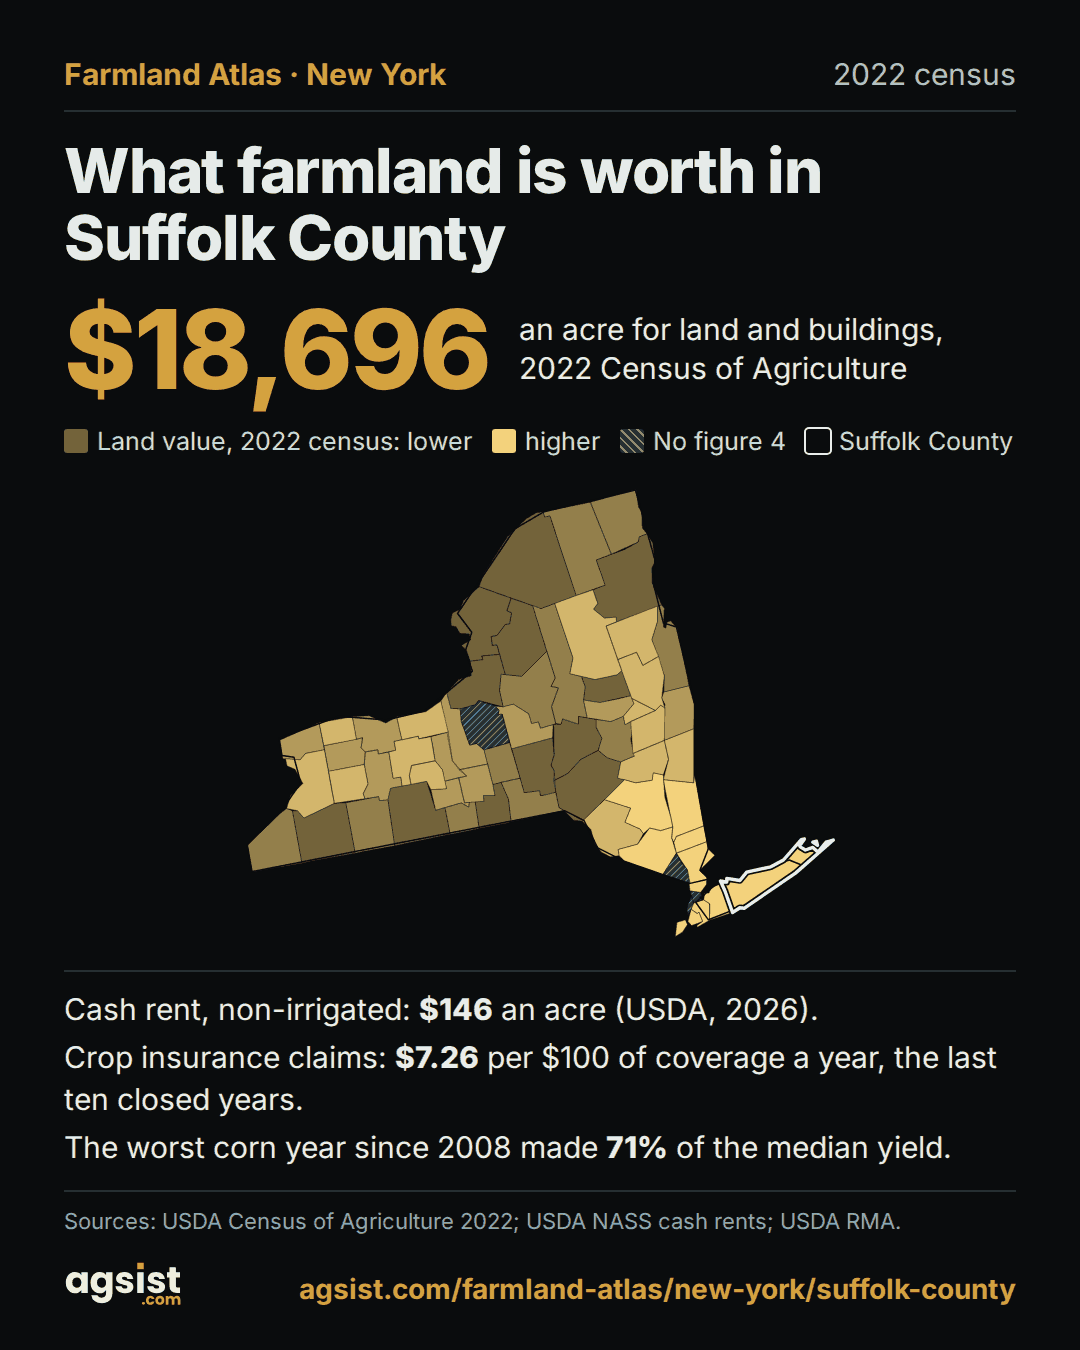 Farmland Atlas · New York
2022 census
What farmland is worth in
Suffolk County
$18,696
an acre for land and buildings,
2022 Census of Agriculture
Land value, 2022 census: lower
higher
No figure 4
Suffolk County
Cash rent, non-irrigated: $146 an acre (USDA, 2026).
Crop insurance claims: $7.26 per $100 of coverage a year, the last
ten closed years.
The worst corn year since 2008 made 71% of the median yield.
Sources: USDA Census of Agriculture 2022; USDA NASS cash rents; USDA RMA.
agsist
.com
agsist.com/farmland-atlas/new-york/suffolk-county